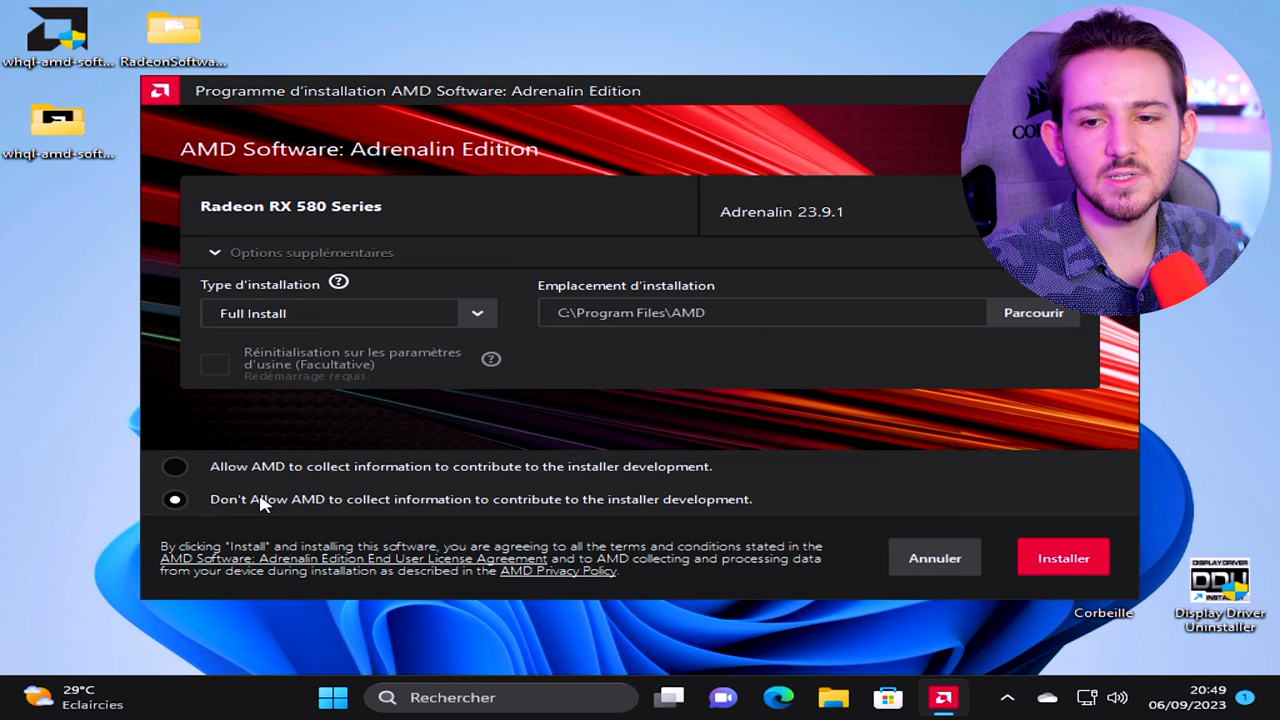 whql-amd-soft...
RadeonSoftwa...
whql-amd-soft...
Programme d'installation AMD Software: Adrenalin Edition
AMD Software: Adrenalin Edition
Radeon RX 580 Series
Adrenalin 23.9.1
Options supplémentaires
Type d'installation ?
Emplacement d'installation
Full Install
C:\Program Files\AMD
Parcourir
Réinitialisation sur les paramètres
d'usine (Facultative) ?
Redémarrage requis.
Allow AMD to collect information to contribute to the installer development.
Don't Allow AMD to collect information to contribute to the installer development.
By clicking "Install" and installing this software, you are agreeing to all the terms and conditions stated in the
AMD Software: Adrenalin Edition End User License Agreement and to AMD collecting and processing data
from your device during installation as described in the AMD Privacy Policy.
Annuler
Installer
DISPLAY DRIVER
DDU
Corbeille
Display Driver
Uninstaller
29°C
Eclaircies
Rechercher
20:49
06/09/2023
1